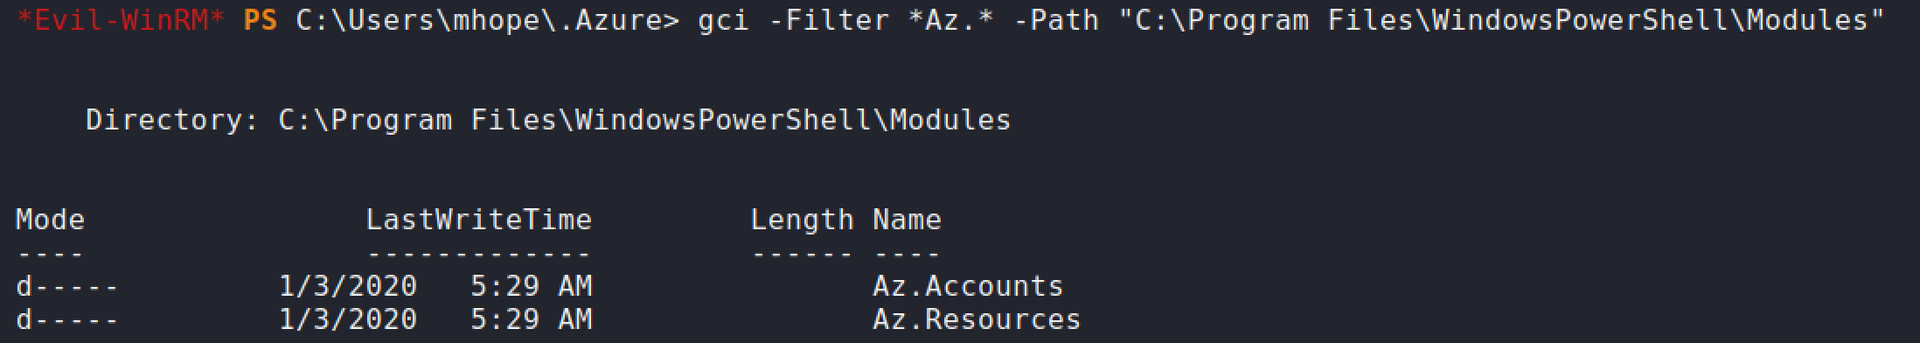 *Evil-WinRM* PS C:\Users\mhope\.Azure> gci -Filter *Az.* -Path "C:\Program Files\WindowsPowerShell\Modules"
Directory: C:\Program Files\WindowsPowerShell\Modules
Mode                LastWriteTime         Length Name
----                -------------         ------ ----
d-----         1/3/2020   5:29 AM                Az.Accounts
d-----         1/3/2020   5:29 AM                Az.Resources